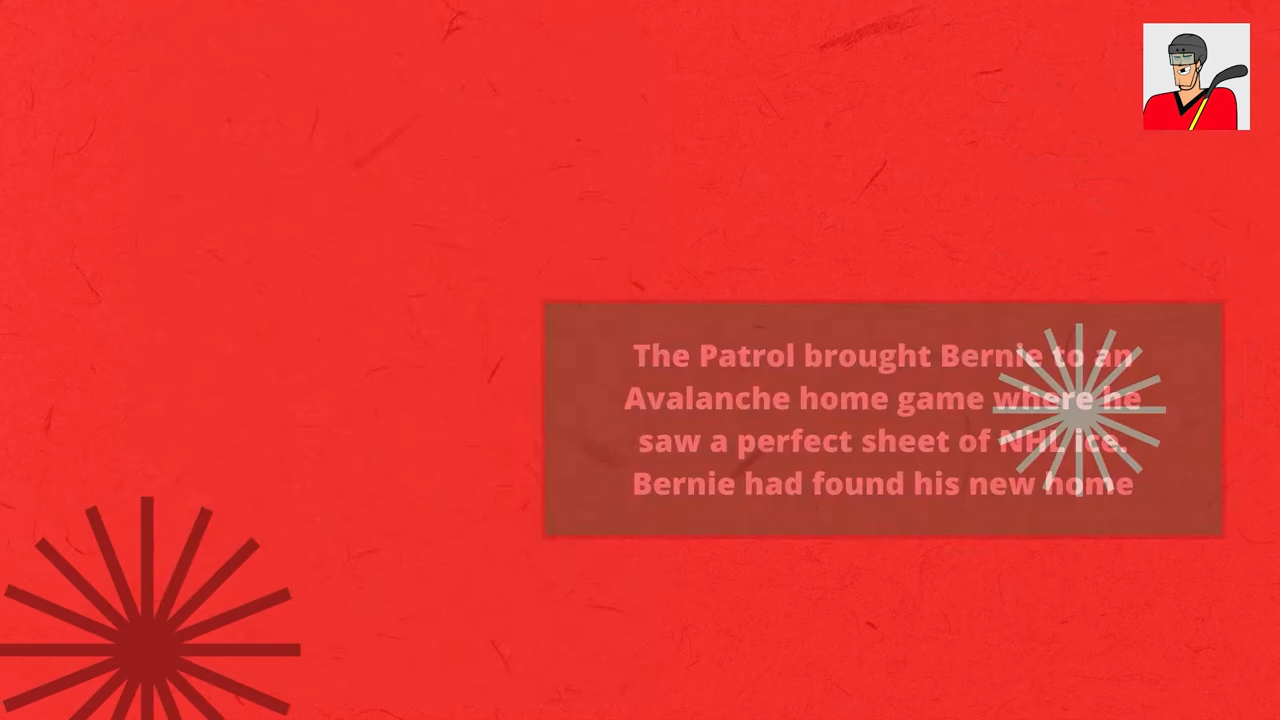 The Patrol brought Bernie to an
Avalanche home game where he
saw a perfect sheet of NHL ice.
Bernie had found his new home